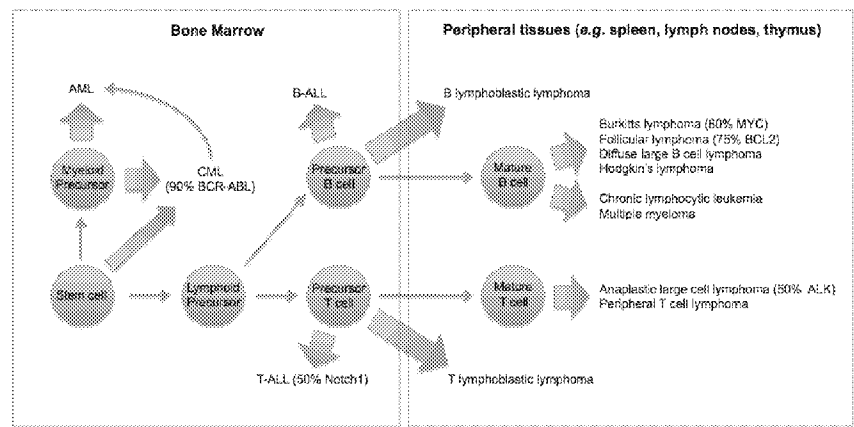 Bone Marrow
Peripheral tissues (e.g. spleen, lymph nodes, thymus)
AML
B-ALL
B lymphoblastic lymphoma
Myeloid
Precursor
CML
(90% BCR-ABL)
Precursor
B cell
Mature
B cell
Burkitts lymphoma (60% MYC)
Follicular lymphoma (75% BCL2)
Diffuse large B cell lymphoma
Hodgkin's lymphoma
Chronic lymphocytic leukemia
Multiple myeloma
Stem cell
Lymphoid
Precursor
Precursor
T cell
Mature
T cell
Anaplastic large cell lymphoma (50% ALK)
Peripheral T cell lymphoma
T-ALL (50% Notch1)
T lymphoblastic lymphoma